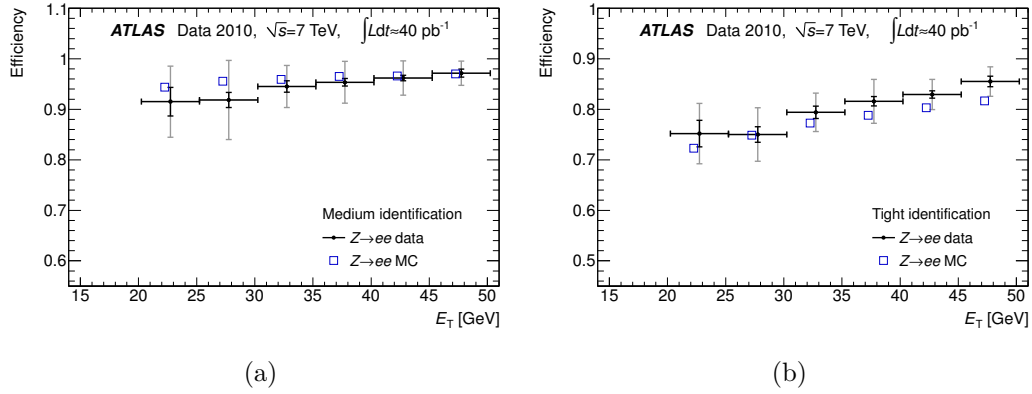 ATLAS Data 2010, √s=7 TeV, ∫Ldt≈40 pb⁻¹
Efficiency
1.1
1
0.9
0.8
0.7
0.6
Medium identification
Z→ee data
Z→ee MC
15 20 25 30 35 40 45 50
E_T [GeV]
(a)
ATLAS Data 2010, √s=7 TeV, ∫Ldt≈40 pb⁻¹
Efficiency
1
0.9
0.8
0.7
0.6
0.5
Tight identification
Z→ee data
Z→ee MC
15 20 25 30 35 40 45 50
E_T [GeV]
(b)